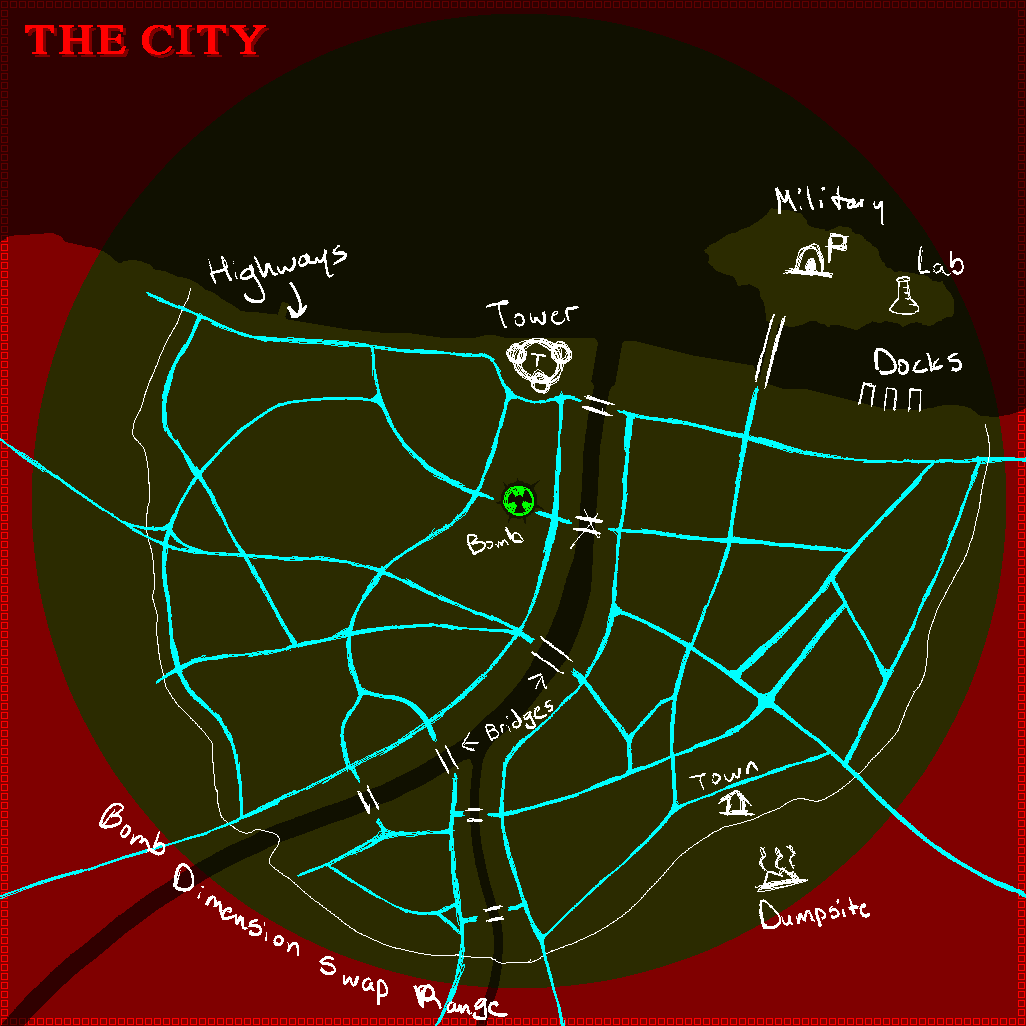 THE CITY
Military
Highways
Lab
Tower
T
Docks
Bomb
Bridges
Town
Bomb Dimension Swap Range
Dumpsite